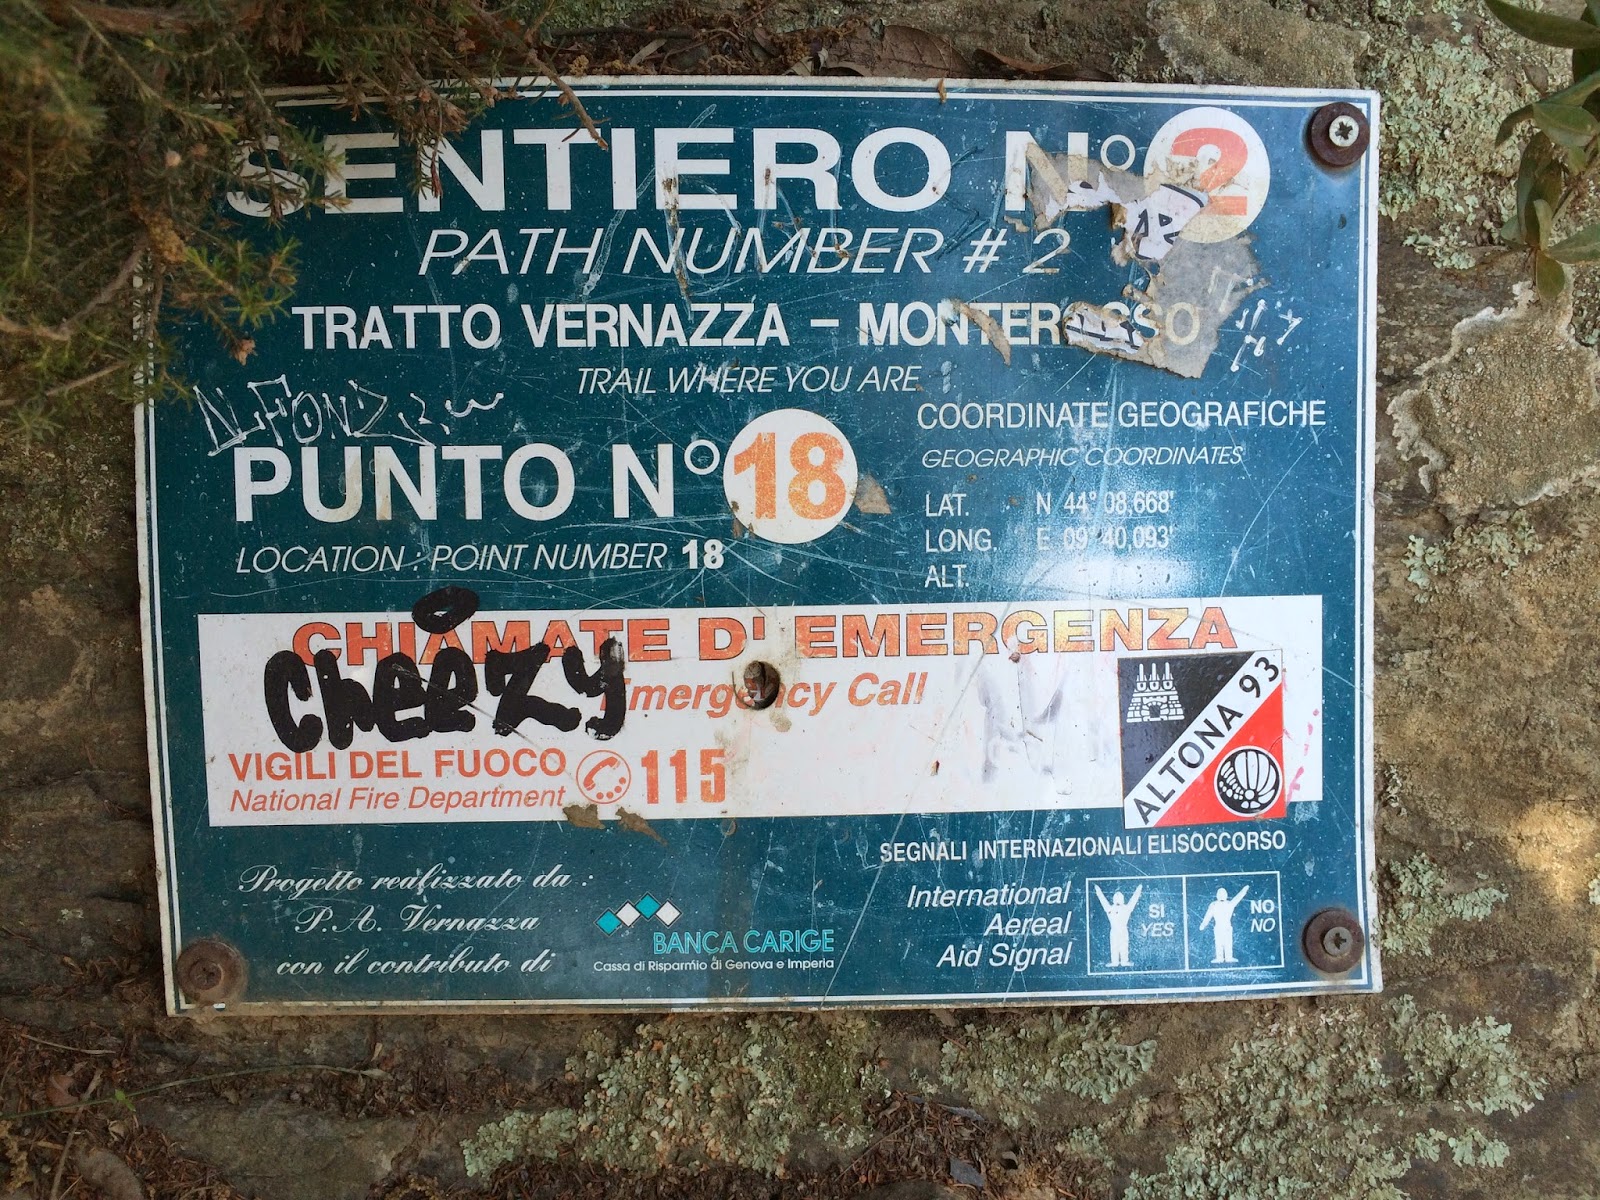 SENTIERO N° 2
PATH NUMBER # 2
TRATTO VERNAZZA – MONTEROSSO
TRAIL WHERE YOU ARE
PUNTO N° 18
LOCATION : POINT NUMBER 18
COORDINATE GEOGRAFICHE
GEOGRAPHIC COORDINATES
LAT. N 44° 08,668'
LONG. E 09° 40,093'
ALT.
CHIAMATE D' EMERGENZA
Cheezy
Emergency Call
VIGILI DEL FUOCO 115
National Fire Department
ALTONA 93
Progetto realizzato da :
P. A. Vernazza
con il contributo di
BANCA CARIGE
Cassa di Risparmio di Genova e Imperia
SEGNALI INTERNAZIONALI ELISOCCORSO
International
Aereal
Aid Signal
SI
YES
NO
NO